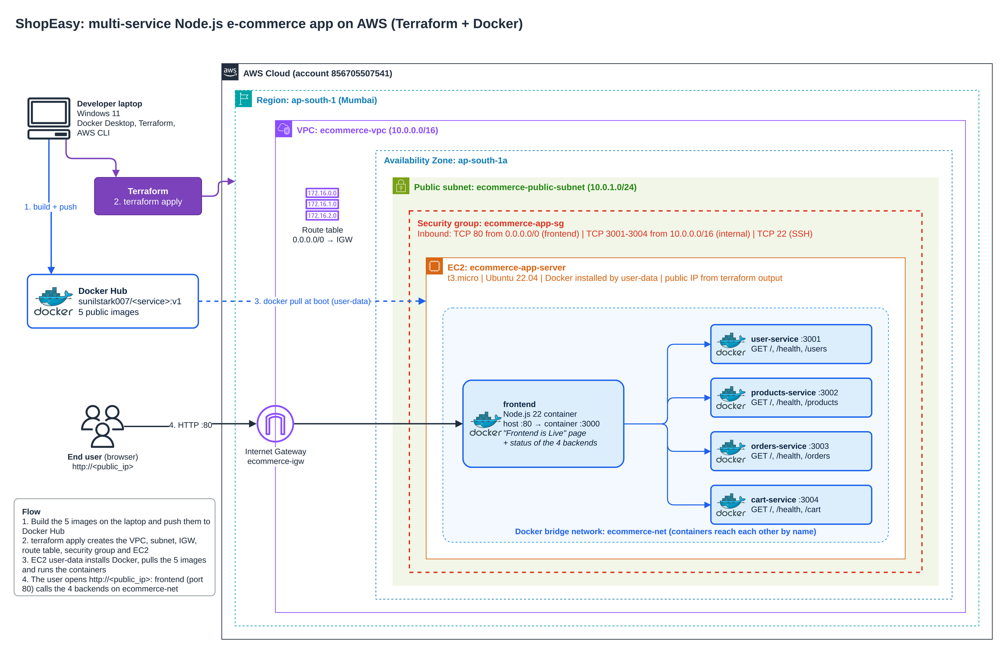 ShopEasy: multi-service Node.js e-commerce app on AWS (Terraform + Docker)
aws
AWS Cloud (account 856705507541)
Region: ap-south-1 (Mumbai)
VPC: ecommerce-vpc (10.0.0.0/16)
Availability Zone: ap-south-1a
Public subnet: ecommerce-public-subnet (10.0.1.0/24)
Security group: ecommerce-app-sg
Inbound: TCP 80 from 0.0.0.0/0 (frontend) | TCP 3001-3004 from 10.0.0.0/16 (internal) | TCP 22 (SSH)
EC2: ecommerce-app-server
t3.micro | Ubuntu 22.04 | Docker installed by user-data | public IP from terraform output
Developer laptop
Windows 11
Docker Desktop, Terraform,
AWS CLI
Terraform
2. terraform apply
1. build + push
172.16.0.0
172.16.1.0
172.16.2.0
Route table
0.0.0.0/0 → IGW
docker
Docker Hub
sunilstark007/<service>:v1
5 public images
3. docker pull at boot (user-data)
End user (browser)
http://<public_ip>
4. HTTP :80
Internet Gateway
ecommerce-igw
docker
frontend
Node.js 22 container
host :80 → container :3000
"Frontend is Live" page
+ status of the 4 backends
docker
user-service :3001
GET /, /health, /users
docker
products-service :3002
GET /, /health, /products
docker
orders-service :3003
GET /, /health, /orders
docker
cart-service :3004
GET /, /health, /cart
Docker bridge network: ecommerce-net (containers reach each other by name)
Flow
1. Build the 5 images on the laptop and push them to
Docker Hub
2. terraform apply creates the VPC, subnet, IGW,
route table, security group and EC2
3. EC2 user-data installs Docker, pulls the 5 images
and runs the containers
4. The user opens http://<public_ip>: frontend (port
80) calls the 4 backends on ecommerce-net